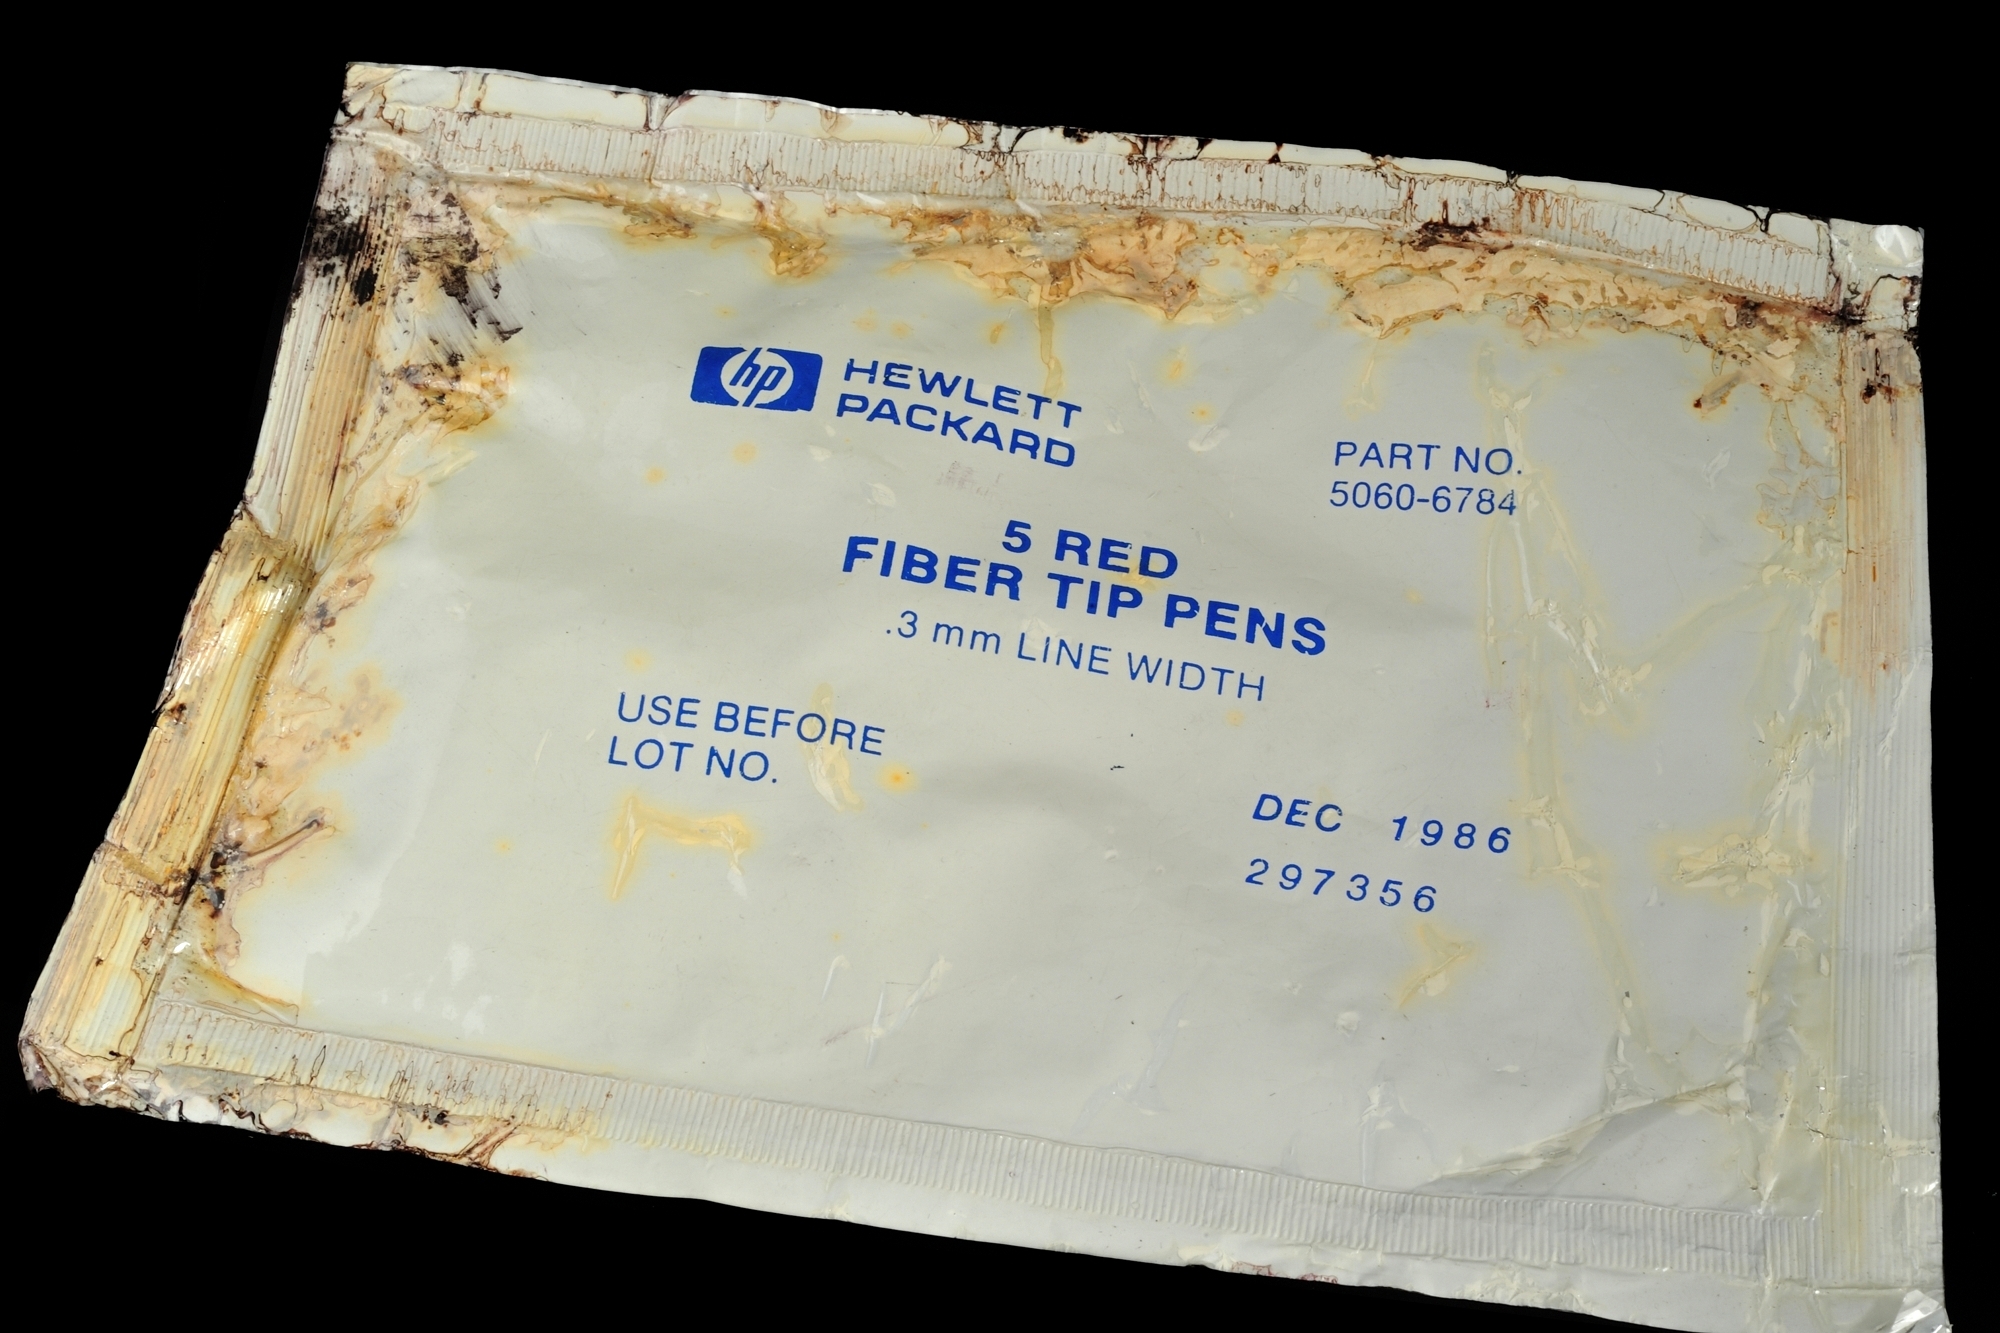 hp HEWLETT
PACKARD
PART NO.
5060-6784
5 RED
FIBER TIP PENS
.3 mm LINE WIDTH
USE BEFORE
LOT NO.
DEC 1986
297356